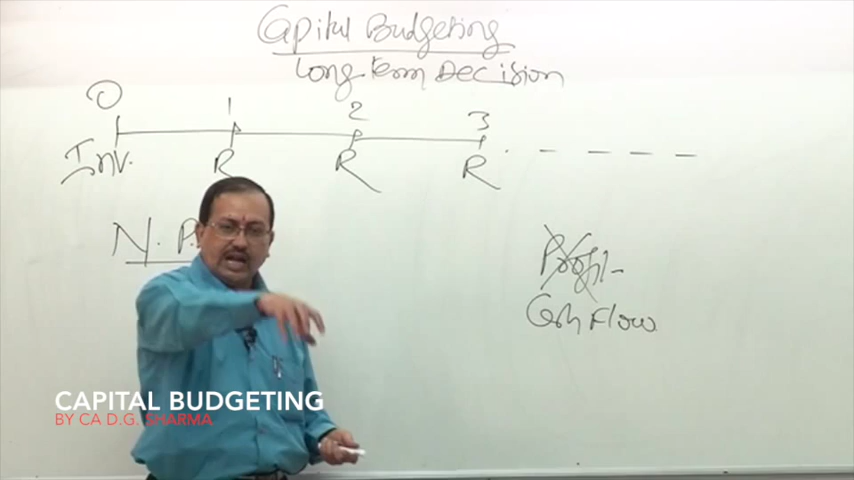 Capital Budgeting
Long Term Decision
0 1 2 3
Inv. R R R
N. P.
Profit
Cash Flow
CAPITAL BUDGETING
BY CA D.G. SHARMA